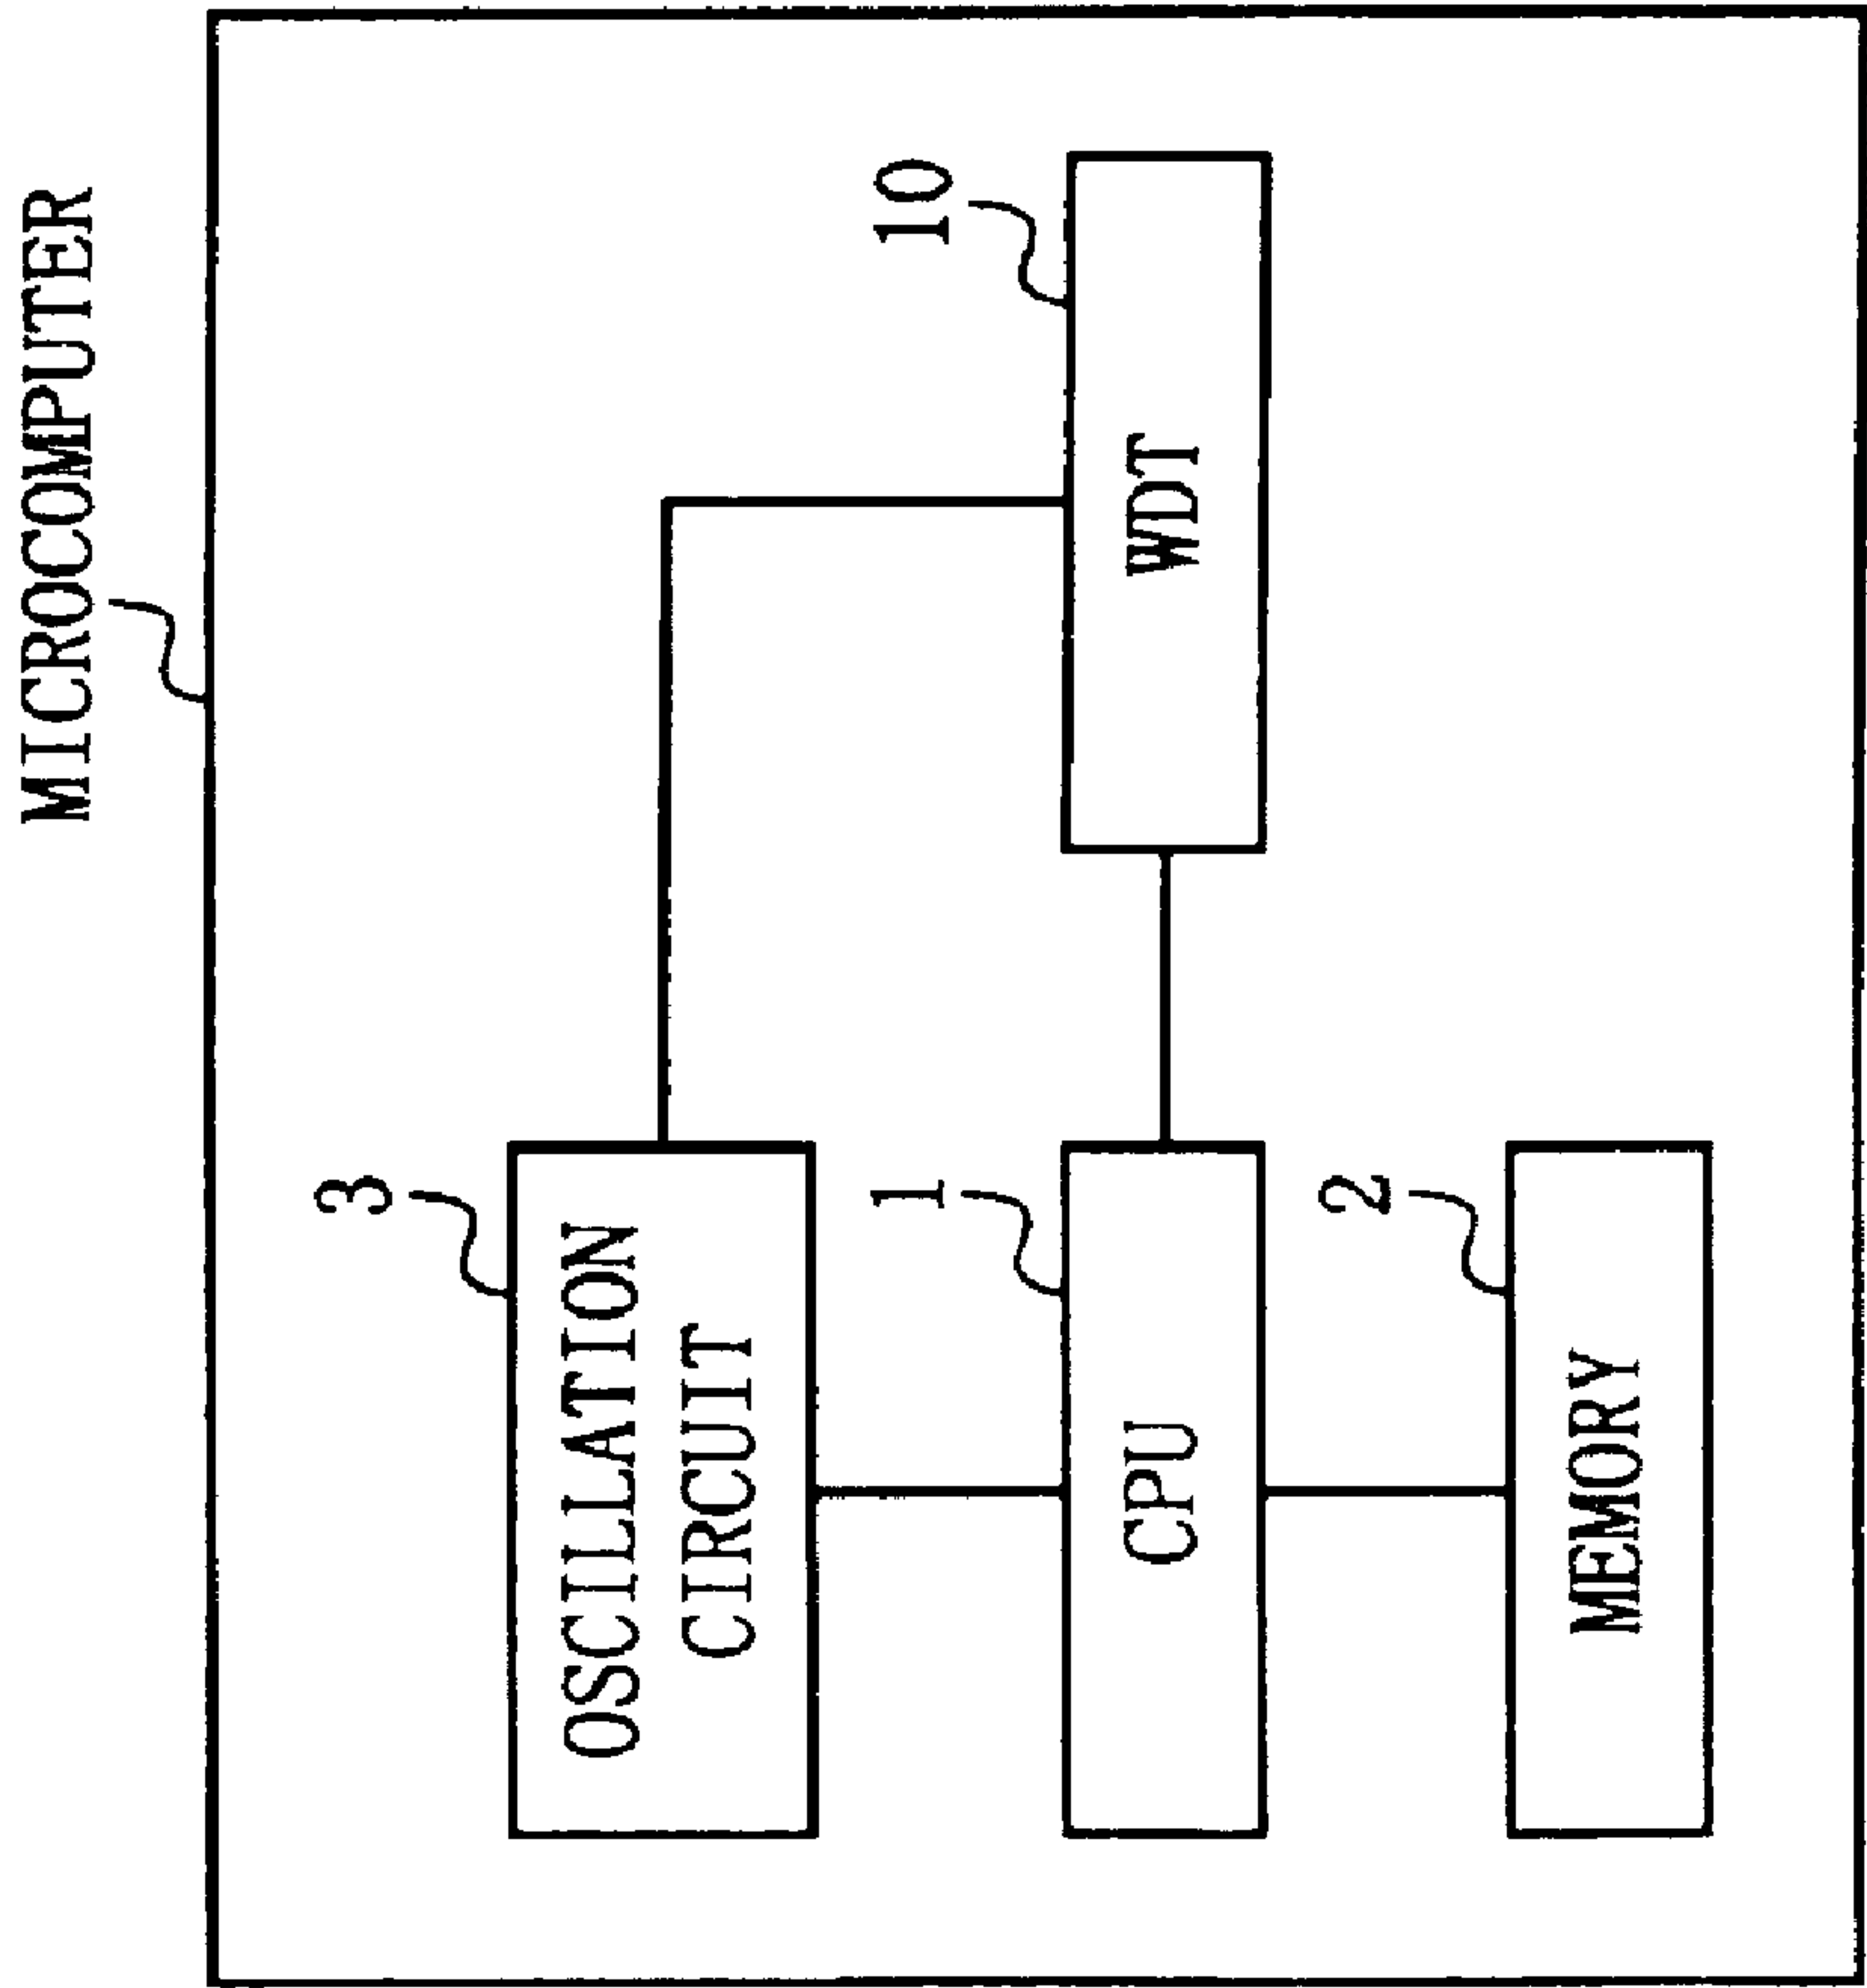 MICROCOMPUTER
3
OSCILLATION
CIRCUIT
10
1
CPU
WDT
2
MEMORY